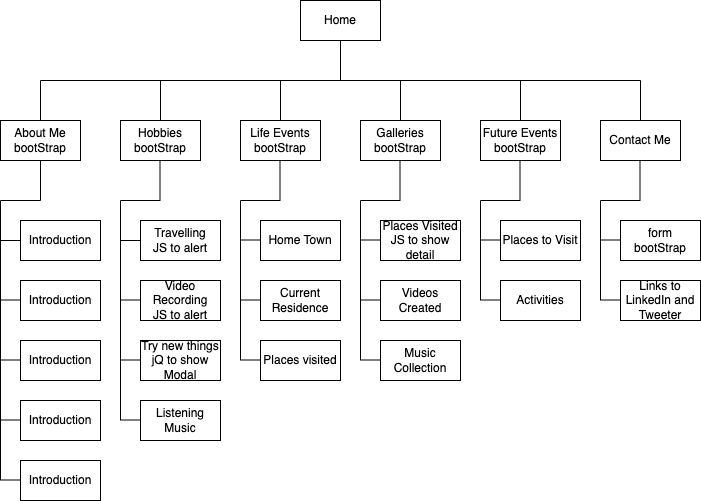 Home
About Me
bootStrap
Hobbies
bootStrap
Life Events
bootStrap
Galleries
bootStrap
Future Events
bootStrap
Contact Me
Introduction
Introduction
Introduction
Introduction
Introduction
Travelling
JS to alert
Video
Recording
JS to alert
Try new things
jQ to show
Modal
Listening
Music
Home Town
Current
Residence
Places visited
Places Visited
JS to show
detail
Videos
Created
Music
Collection
Places to Visit
Activities
form
bootStrap
Links to
LinkedIn and
Tweeter